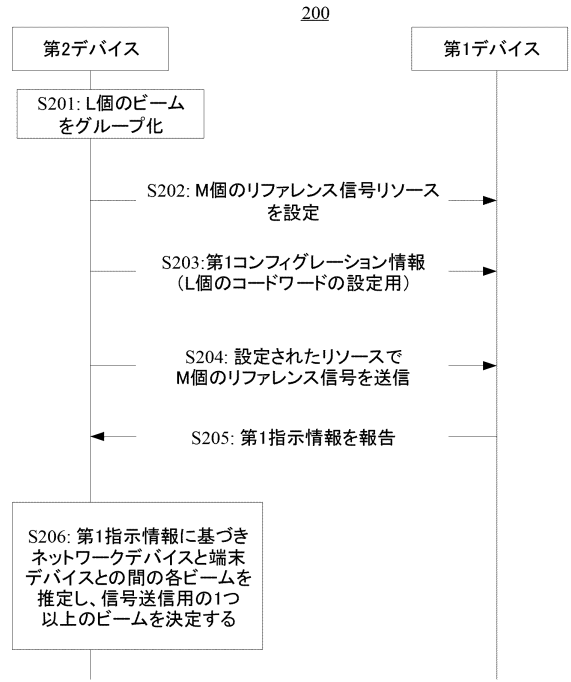 200
第2デバイス
第1デバイス
S201: L個のビーム
をグループ化
S202: M個のリファレンス信号リソース
を設定
S203:第1コンフィグレーション情報
（L個のコードワードの設定用）
S204: 設定されたリソースで
M個のリファレンス信号を送信
S205: 第1指示情報を報告
S206: 第1指示情報に基づき
ネットワークデバイスと端末
デバイスとの間の各ビームを
推定し、信号送信用の1つ
以上のビームを決定する